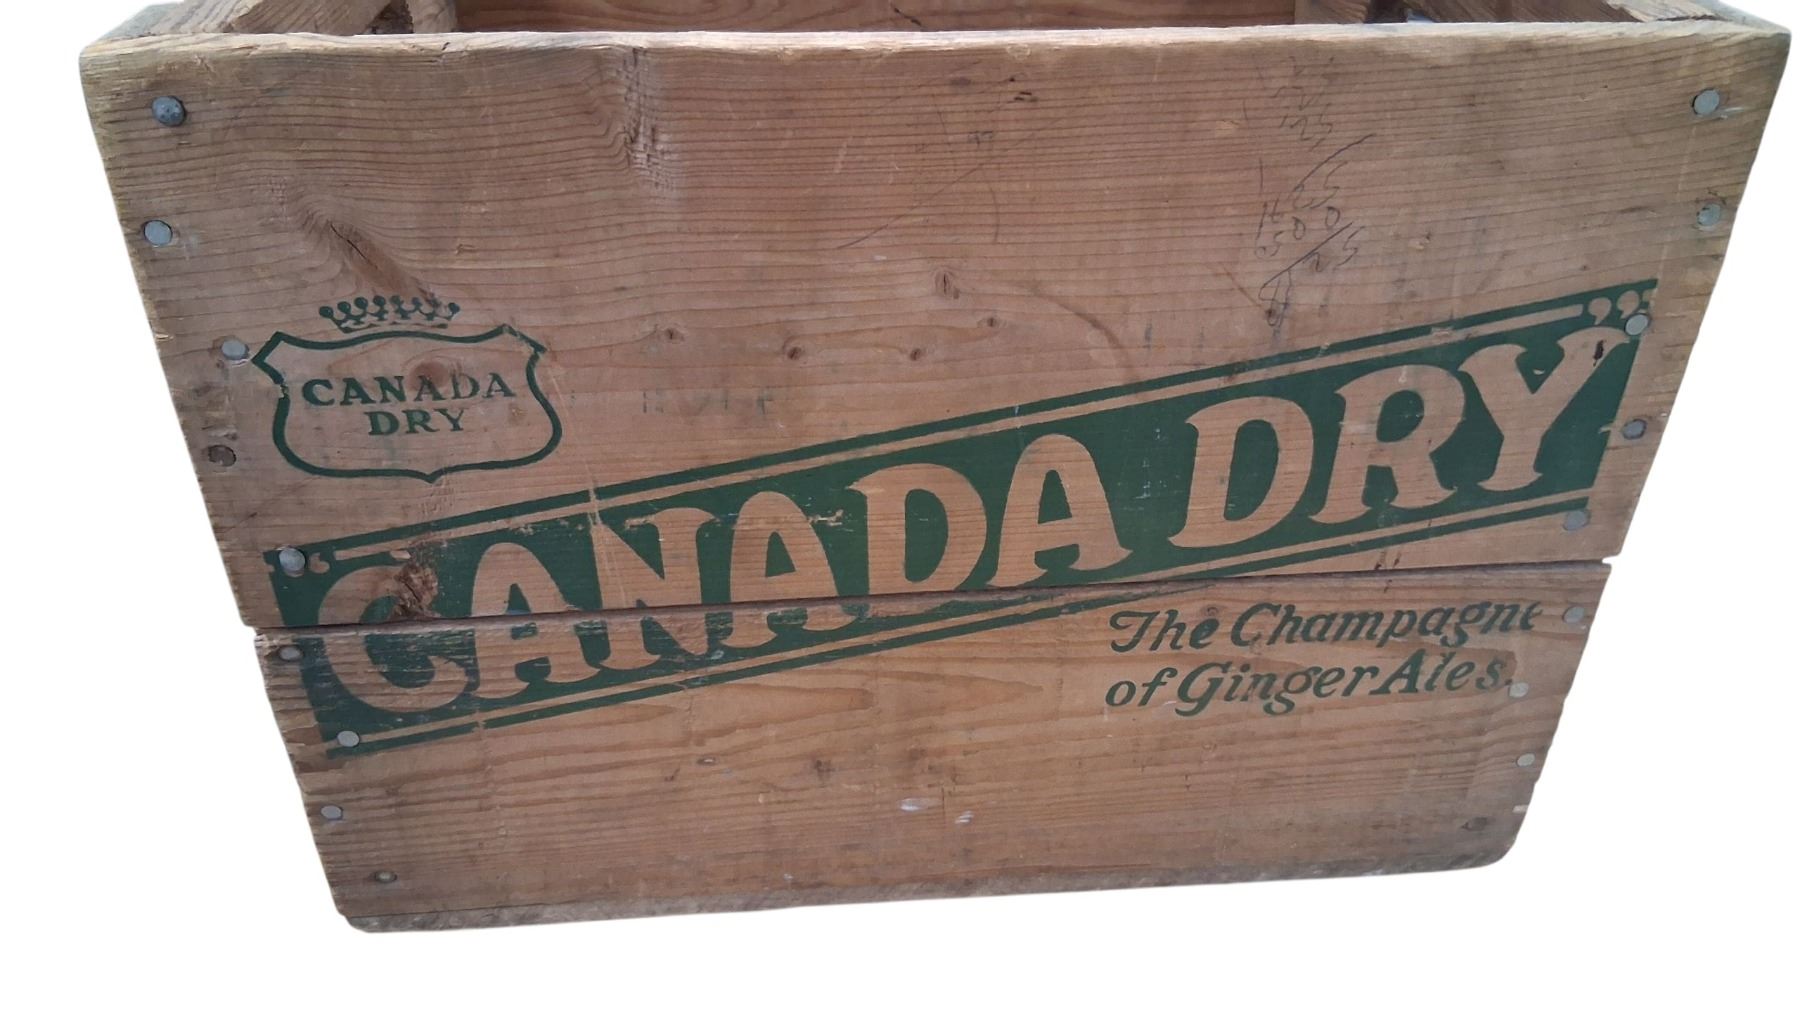 CANADA
DRY
“CANADA DRY”
The Champagne
of Ginger Ales.